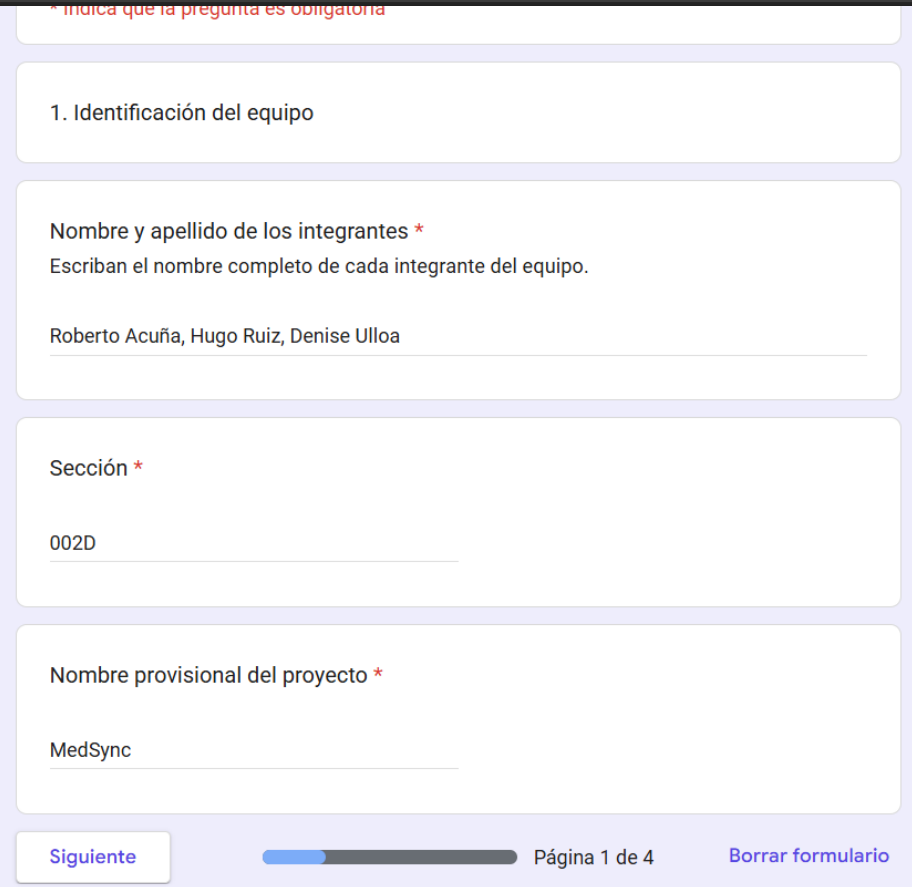 * Indica que la pregunta es obligatoria
1. Identificación del equipo
Nombre y apellido de los integrantes *
Escriban el nombre completo de cada integrante del equipo.
Roberto Acuña, Hugo Ruiz, Denise Ulloa
Sección *
002D
Nombre provisional del proyecto *
MedSync
Siguiente
Página 1 de 4
Borrar formulario